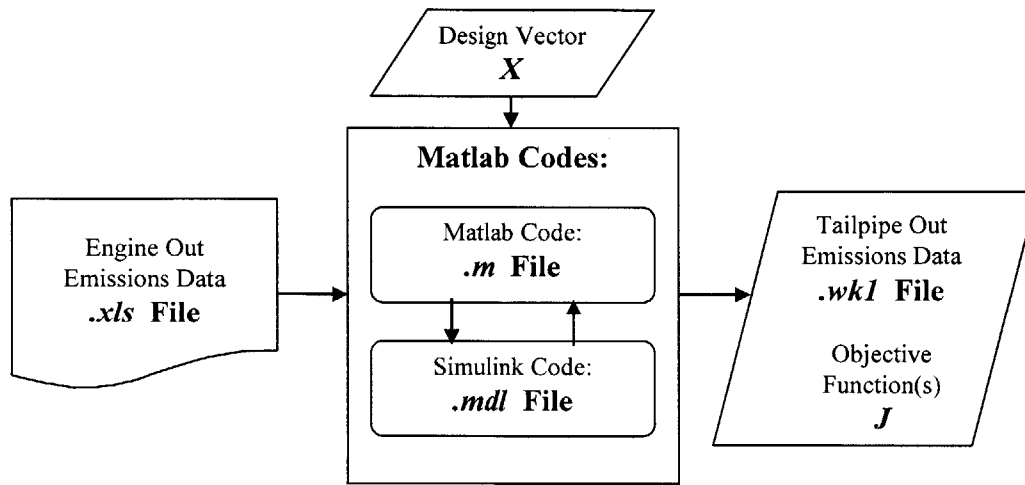 Design Vector
X
Matlab Codes:
Engine Out
Emissions Data
.xls File
Matlab Code:
.m File
Simulink Code:
.mdl File
Tailpipe Out
Emissions Data
.wk1 File
Objective
Function(s)
J